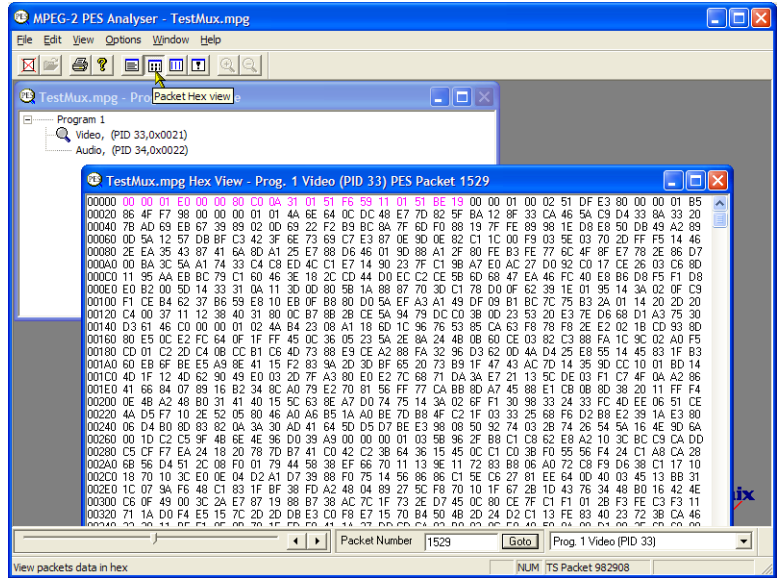 MPEG-2 PES Analyser - TestMux.mpg
File Edit View Options Window Help
TestMux.mpg - Pro
Packet Hex view
Program 1
Video, (PID 33,0x0021)
Audio, (PID 34,0x0022)
TestMux.mpg Hex View - Prog. 1 Video (PID 33) PES Packet 1529
00000 00 00 01 E0 00 00 80 C0 0A 31 01 51 F6 59 11 01 51 BE 19 00 00 01 00 02 51 DF E3 80 00 00 01 B5
00020 86 4F F7 98 00 00 00 01 01 4A 6E 64 0C DC 48 E7 7D 82 5F BA 12 8F 33 CA 46 5A C9 D4 33 8A 33 20
00040 7B AD 69 EB 67 39 89 02 0D 69 22 F2 B9 BC 8A 7F 6D F0 88 19 7F FE 89 98 1E D8 E8 50 DB 49 A2 89
00060 0D 5A 12 57 DB BF C3 42 3F 6E 73 69 C7 E3 87 0E 9D 0E 82 C1 1C 00 F9 03 5E 03 70 2D FF F5 14 46
00080 2E EA 35 43 87 41 6A 8D A1 25 E7 88 D6 46 01 9D 88 A1 2F 80 FE B3 FE 77 6C 4F 8F E7 78 2E 86 D7
000A0 00 BA 3C 5A A1 74 33 C4 C8 ED 4C C1 E7 14 90 23 7F C1 9B A7 E0 AC 27 D0 92 C0 17 CE 26 03 C6 8D
000C0 11 95 AA EB BC 79 C1 60 46 3E 18 2C CD 44 D0 EC C2 CE 5B 6D 68 47 EA 46 FC 40 E8 B6 D8 F5 F1 D8
000E0 E0 B2 00 5D 14 33 31 0A 11 3D 0D 80 5B 1A 88 87 70 3D C1 78 D0 0F 62 39 1E 01 95 14 3A 02 0F C9
00100 F1 CE B4 62 37 B6 59 E8 10 EB 0F B8 80 D0 5A EF A3 A1 49 DF 09 B1 BC 7C 75 B3 2A 01 14 20 2D 20
00120 C4 00 37 11 12 38 40 31 80 0C B7 8B 2B CE 5A 94 79 DC C0 3B 0D 23 53 20 E3 7E D6 68 D1 A3 75 30
00140 D3 61 46 C0 00 00 01 02 4A B4 23 08 A1 18 6D 1C 96 76 53 85 CA 63 F8 78 F8 2E E2 02 1B CD 93 8D
00160 80 E5 0C E2 FC 64 0F 1F FF 45 0C 36 05 23 5A 2E 8A 24 4B 0B 60 CE 03 82 C3 88 FA 1C 9C 02 A0 F5
00180 CD 01 C2 2D C4 0B CC B1 C6 4D 73 88 E9 CE A2 88 FA 32 96 D3 62 0D 4A D4 25 E8 55 14 45 83 1F B3
001A0 60 EB 6F BE E5 A9 8E 41 15 F2 83 9A 2D 3D BF 65 20 73 B9 1F 47 43 AC 7D 14 35 9D CC 01 BD 14
001C0 4D 1F 12 4D 62 90 49 E0 03 2D 7F A3 80 E0 E2 7C 68 71 DA 3A E7 21 13 5C DE 03 F1 C7 4F 0A A2 86
001E0 41 66 84 07 89 16 B2 34 8C A0 79 E2 70 81 56 FF 77 CA BB 8D A7 45 88 E1 CB 0B 8D 38 20 11 FF F4
00200 0E 4B A2 48 B0 31 41 40 15 5C 63 8E A7 D0 74 75 14 3A 02 6F F1 30 98 33 24 33 FC 4D EE 06 51 CE
00220 4A D5 F7 10 2E 52 05 80 46 A0 A6 B5 1A A0 BE 7D B8 4F C2 1F 03 33 25 68 F6 D2 B8 E2 39 1A E3 80
00240 06 D4 B0 8D 83 82 0A 3A 30 AD 41 64 5D D5 D7 BE E3 98 08 50 92 74 03 2B 74 26 54 5A 16 4E 9D 6A
00260 00 1D C2 C5 9F 4B 6E 4E 96 D0 39 A9 00 00 00 01 03 5B 96 2F B8 C1 C8 62 E8 A2 10 3C BC C9 CA DD
00280 C5 CF F7 EA 24 18 20 78 7D B7 41 C0 42 C2 3B 64 36 15 45 0C C1 C0 3B F0 55 56 F4 24 C1 A8 CA 28
002A0 6B 56 D4 51 2C 08 F0 01 79 44 58 38 EF 66 70 11 13 9E 11 72 83 B8 06 A0 72 C8 F9 D6 38 C1 17 10
002C0 18 70 10 3C E0 0E 04 D2 A1 D7 39 88 F0 75 14 56 86 86 C1 5E C6 27 81 EE 64 0D 40 03 45 13 BB 31
002E0 1C 07 9A F6 48 C1 83 1F BF 38 FD A2 48 04 89 27 5C F8 70 10 1F 67 2B 1D 43 76 34 48 B0 16 42 4E
00300 C6 0F 49 00 3C 2A E7 87 19 88 B7 38 AC 7C 1F 73 2E D7 45 0C 80 CE 7F C1 F1 01 2B F3 FE C3 F3 11
00320 71 1A D0 F4 E5 15 7C 2D 2D DB E3 C0 F8 E7 15 70 B4 50 4B 2D 24 D2 C1 13 FE 83 40 23 72 3B CA 46
Packet Number 1529 Goto Prog. 1 Video (PID 33)
View packets data in hex NUM TS Packet 982908